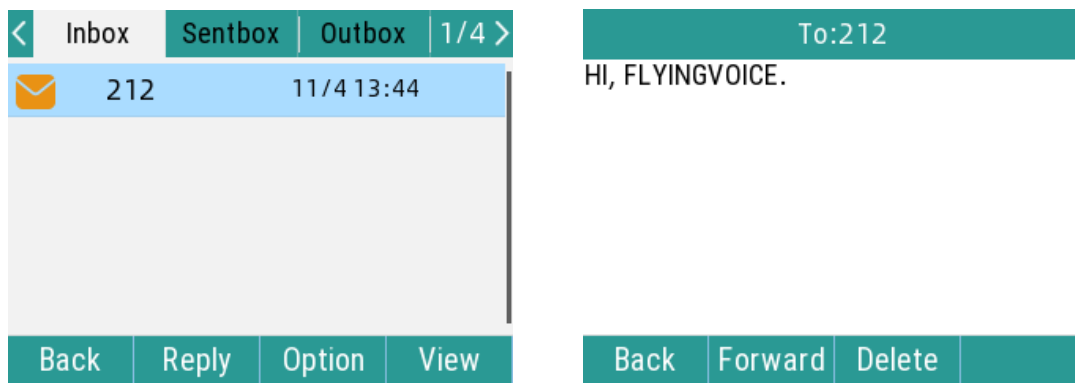 < Inbox Sentbox Outbox 1/4 >
212 11/4 13:44
Back Reply Option View
To:212
HI, FLYINGVOICE.
Back Forward Delete